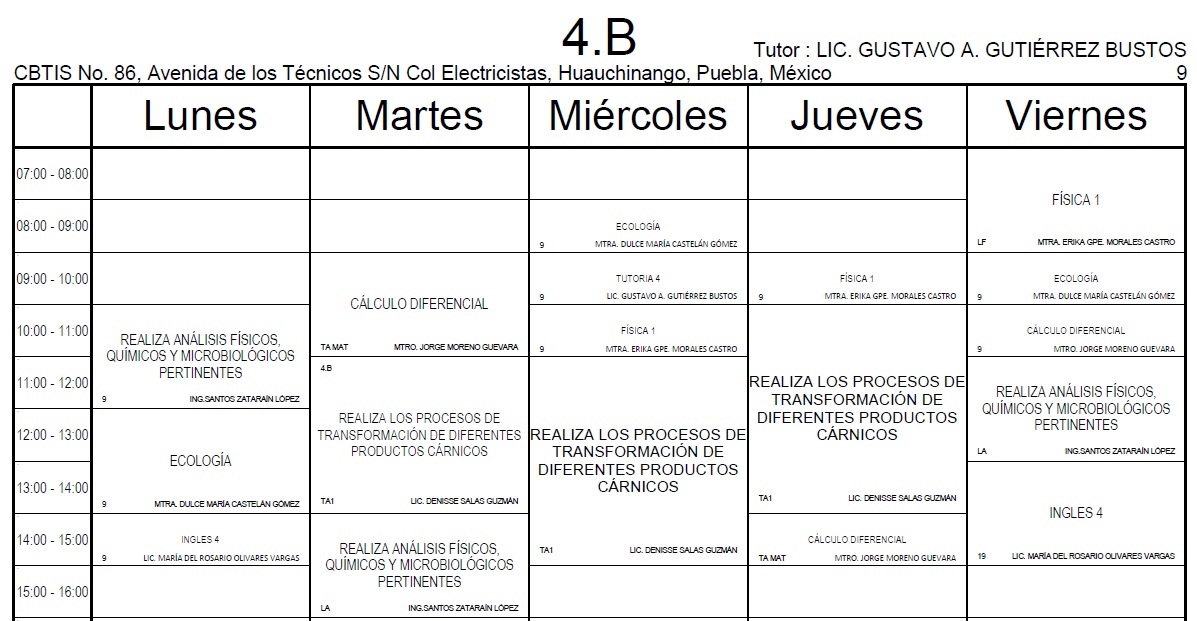 4.B
Tutor : LIC. GUSTAVO A. GUTIÉRREZ BUSTOS
CBTIS No. 86, Avenida de los Técnicos S/N Col Electricistas, Huauchinango, Puebla, México 9
Lunes Martes Miércoles Jueves Viernes
07:00 - 08:00
FÍSICA 1
LF MTRA. ERIKA GPE. MORALES CASTRO
08:00 - 09:00
ECOLOGÍA
9 MTRA. DULCE MARÍA CASTELÁN GÓMEZ
09:00 - 10:00
CÁLCULO DIFERENCIAL
TA MAT MTRO. JORGE MORENO GUEVARA
TUTORIA 4
9 LIC. GUSTAVO A. GUTIÉRREZ BUSTOS
FÍSICA 1
9 MTRA. ERIKA GPE. MORALES CASTRO
ECOLOGÍA
9 MTRA. DULCE MARÍA CASTELÁN GÓMEZ
10:00 - 11:00
REALIZA ANÁLISIS FÍSICOS,
QUÍMICOS Y MICROBIOLÓGICOS
PERTINENTES
9 ING.SANTOS ZATARAÍN LÓPEZ
FÍSICA 1
9 MTRA. ERIKA GPE. MORALES CASTRO
REALIZA LOS PROCESOS DE
TRANSFORMACIÓN DE
DIFERENTES PRODUCTOS
CÁRNICOS
TA1 LIC. DENISSE SALAS GUZMÁN
CÁLCULO DIFERENCIAL
9 MTRO. JORGE MORENO GUEVARA
11:00 - 12:00
4.B
REALIZA LOS PROCESOS DE
TRANSFORMACIÓN DE DIFERENTES
PRODUCTOS CÁRNICOS
TA1 LIC. DENISSE SALAS GUZMÁN
REALIZA LOS PROCESOS DE
TRANSFORMACIÓN DE
DIFERENTES PRODUCTOS
CÁRNICOS
TA1 LIC. DENISSE SALAS GUZMÁN
REALIZA ANÁLISIS FÍSICOS,
QUÍMICOS Y MICROBIOLÓGICOS
PERTINENTES
LA ING.SANTOS ZATARAÍN LÓPEZ
12:00 - 13:00
ECOLOGÍA
9 MTRA. DULCE MARÍA CASTELÁN GÓMEZ
13:00 - 14:00
INGLES 4
19 LIC. MARÍA DEL ROSARIO OLIVARES VARGAS
14:00 - 15:00
INGLES 4
9 LIC. MARÍA DEL ROSARIO OLIVARES VARGAS
REALIZA ANÁLISIS FÍSICOS,
QUÍMICOS Y MICROBIOLÓGICOS
PERTINENTES
LA ING.SANTOS ZATARAÍN LÓPEZ
CÁLCULO DIFERENCIAL
TA MAT MTRO. JORGE MORENO GUEVARA
15:00 - 16:00